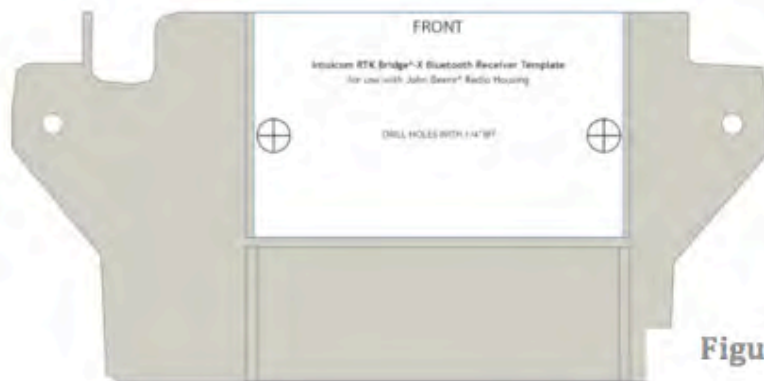 FRONT
Intuicom RTK Bridge®-X Bluetooth Receiver Template
for use with John Deere® Radio Housing
DRILL HOLES WITH 1/4" BIT
Figu